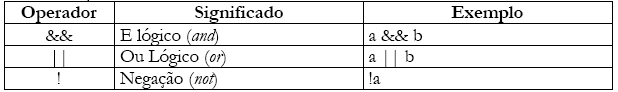 Operador Significado Exemplo
&& E lógico (and) a && b
|| Ou Lógico (or) a || b
! Negação (not) !a